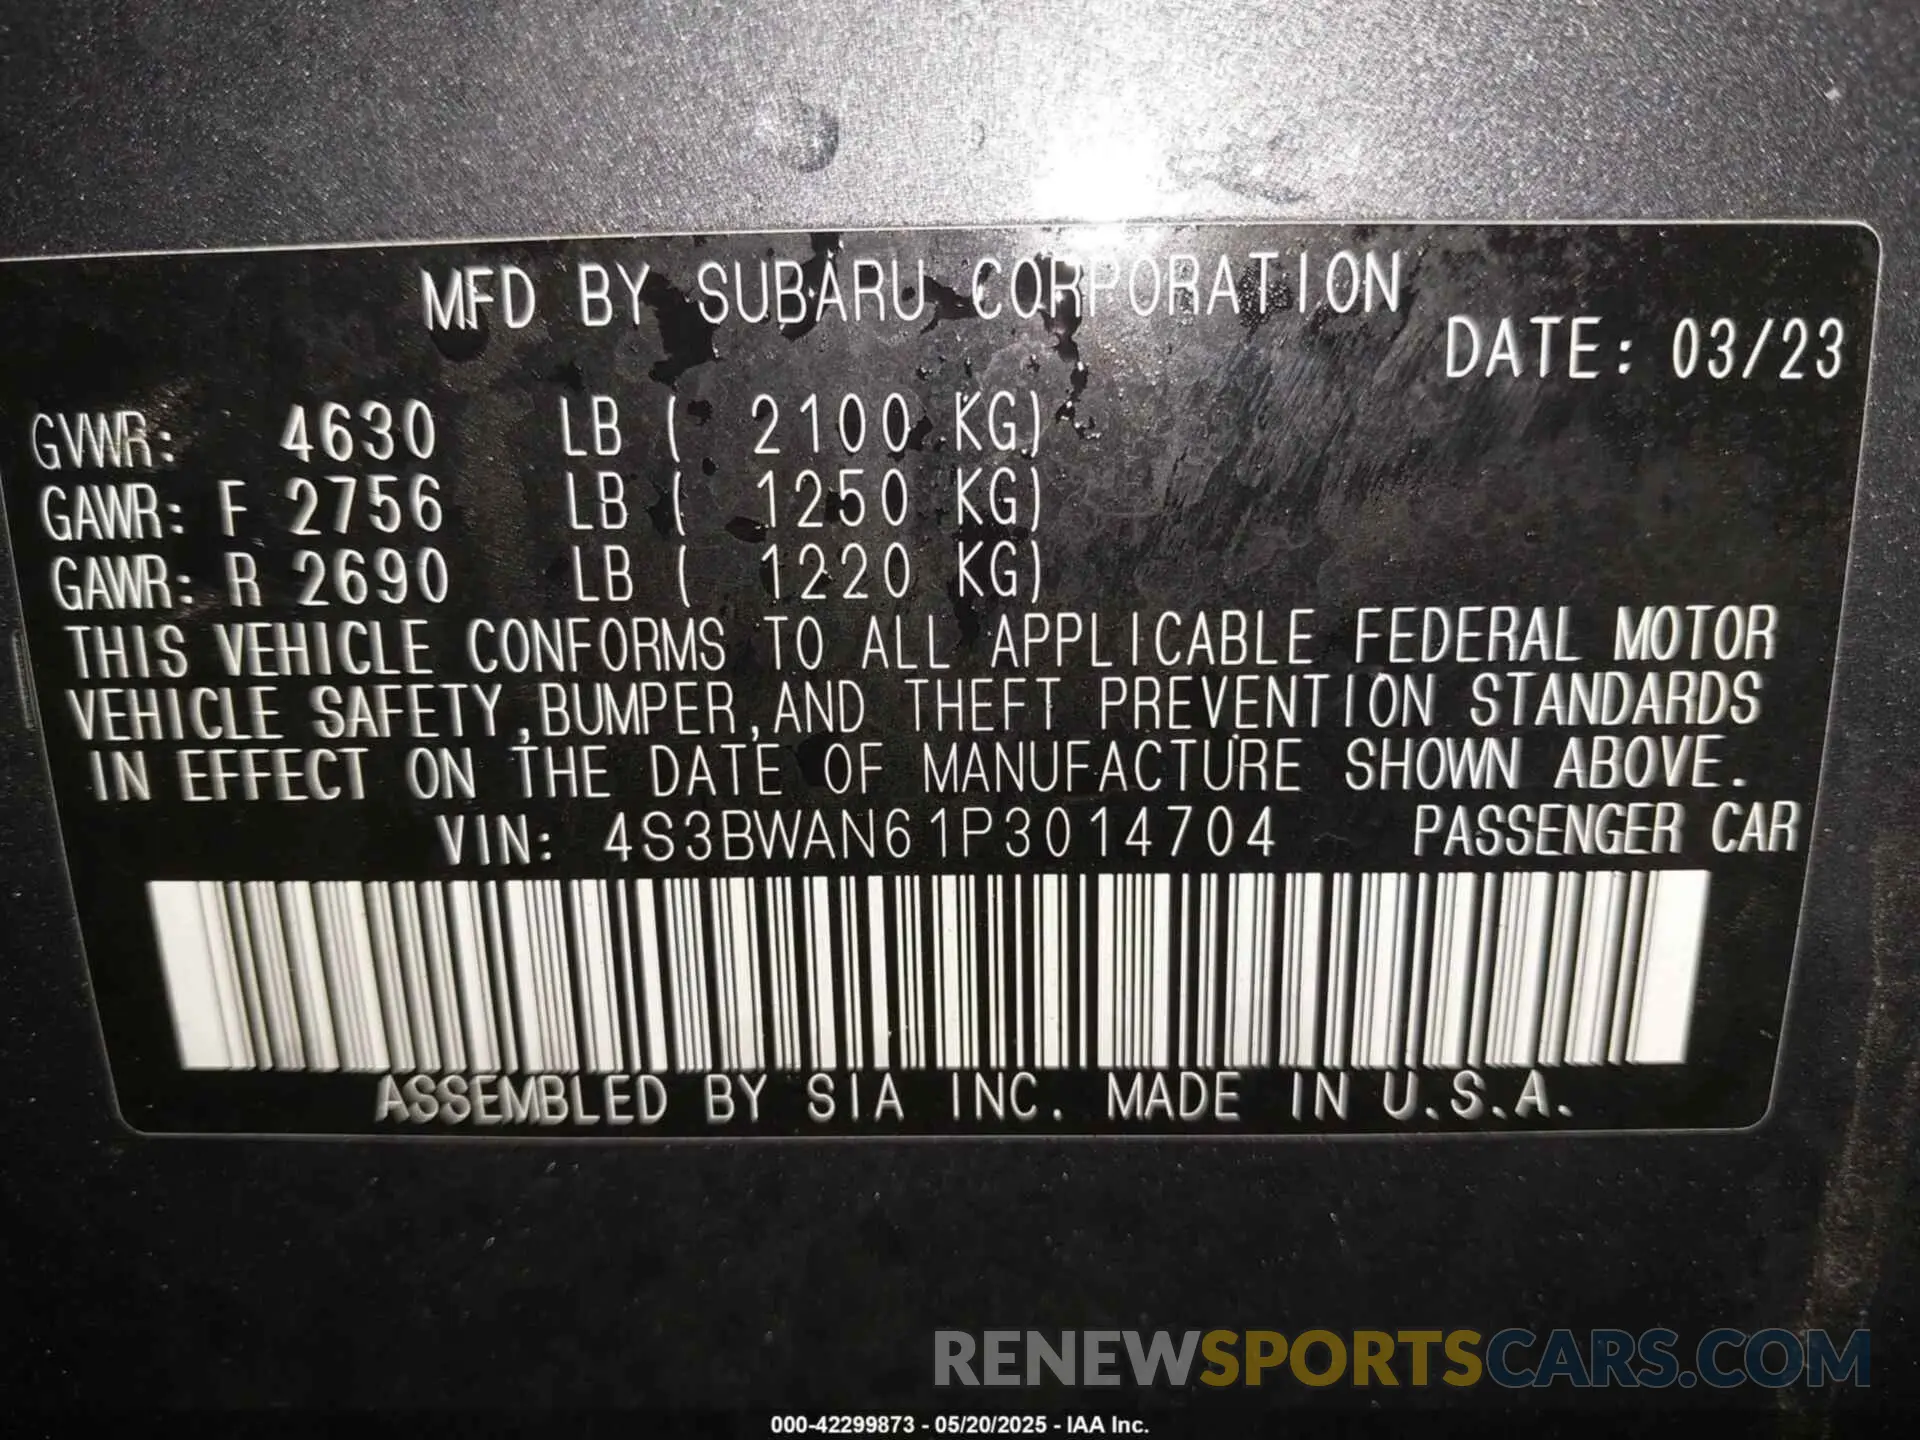 MFD BY SUBARU CORPORATION
DATE: 03/23
GVWR: 4630 LB ( 2100 KG)
GAWR: F 2756 LB ( 1250 KG)
GAWR: R 2690 LB ( 1220 KG)
THIS VEHICLE CONFORMS TO ALL APPLICABLE FEDERAL MOTOR
VEHICLE SAFETY,BUMPER,AND THEFT PREVENTION STANDARDS
IN EFFECT ON THE DATE OF MANUFACTURE SHOWN ABOVE.
VIN: 4S3BWAN61P3014704 PASSENGER CAR
ASSEMBLED BY SIA INC. MADE IN U.S.A.
RENEWSPORTSCARS.COM
000-42299873 - 05/20/2025 - IAA Inc.